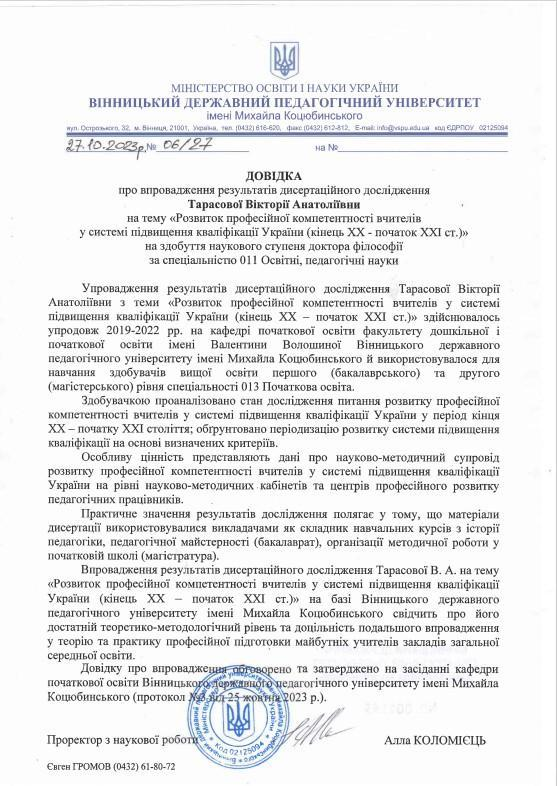 МІНІСТЕРСТВО ОСВІТИ І НАУКИ УКРАЇНИ
ВІННИЦЬКИЙ ДЕРЖАВНИЙ ПЕДАГОГІЧНИЙ УНІВЕРСИТЕТ
імені Михайла Коцюбинського
вул. Острозького, 32, м. Вінниця, 21001, Україна, тел. (0432) 616-620, факс (0432) 612-812, E-mail: info@vspu.edu.ua код ЄДРПОУ 02125094
27.10.2023р. № 06/27 на №
ДОВІДКА
про впровадження результатів дисертаційного дослідження
Тарасової Вікторії Анатоліївни
на тему «Розвиток професійної компетентності вчителів
у системі підвищення кваліфікації України (кінець ХХ - початок ХХІ ст.)»
на здобуття наукового ступеня доктора філософії
за спеціальністю 011 Освітні, педагогічні науки
Упровадження результатів дисертаційного дослідження Тарасової Вікторії
Анатоліївни з теми «Розвиток професійної компетентності вчителів у системі
підвищення кваліфікації України (кінець ХХ – початок ХХІ ст.)» здійснювалось
упродовж 2019-2022 рр. на кафедрі початкової освіти факультету дошкільної і
початкової освіти імені Валентини Волошиної Вінницького державного
педагогічного університету імені Михайла Коцюбинського й використовувалося для
навчання здобувачів вищої освіти першого (бакалаврського) та другого
(магістерського) рівня спеціальності 013 Початкова освіта.
Здобувачкою проаналізовано стан дослідження питання розвитку професійної
компетентності вчителів у системі підвищення кваліфікації України у період кінця
ХХ – початку ХХІ століття; обґрунтовано періодизацію розвитку системи підвищення
кваліфікації на основі визначених критеріїв.
Особливу цінність представляють дані про науково-методичний супровід
розвитку професійної компетентності вчителів у системі підвищення кваліфікації
України на рівні науково-методичних кабінетів та центрів професійного розвитку
педагогічних працівників.
Практичне значення результатів дослідження полягає у тому, що матеріали
дисертації використовувалися викладачами як складник навчальних курсів з історії
педагогіки, педагогічної майстерності (бакалаврат), організації методичної роботи у
початковій школі (магістратура).
Впровадження результатів дисертаційного дослідження Тарасової В. А. на тему
«Розвиток професійної компетентності вчителів у системі підвищення кваліфікації
України (кінець ХХ – початок ХХІ ст.)» на базі Вінницького державного
педагогічного університету імені Михайла Коцюбинського свідчить про його
достатній теоретико-методологічний рівень та доцільність подальшого впровадження
у теорію та практику професійної підготовки майбутніх учителів закладів загальної
середньої освіти.
Довідку про впровадження обговорено та затверджено на засіданні кафедри
початкової освіти Вінницького державного педагогічного університету імені Михайла
Коцюбинського (протокол №3 від 25 жовтня 2023 р.).
Проректор з наукової роботи Алла КОЛОМІЄЦЬ
Код 02125094
Євген ГРОМОВ (0432) 61-80-72